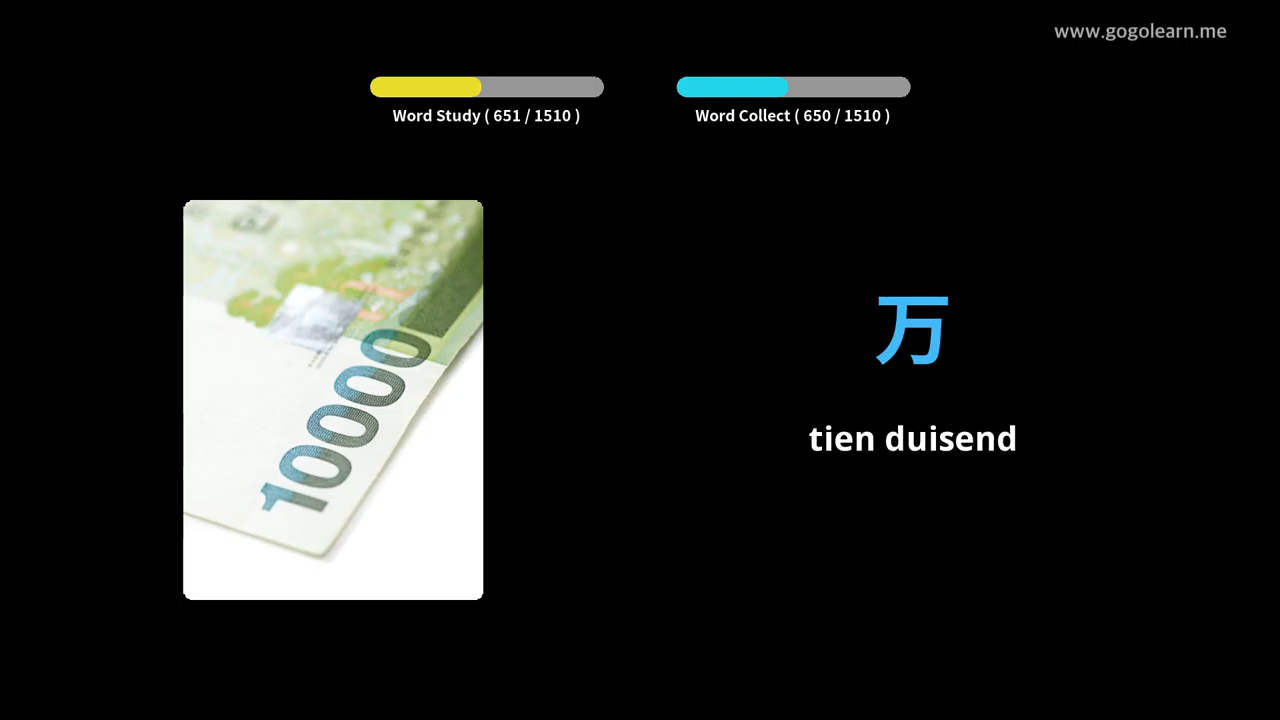 www.gogolearn.me
Word Study ( 651 / 1510 )
Word Collect ( 650 / 1510 )
10000
万
tien duisend